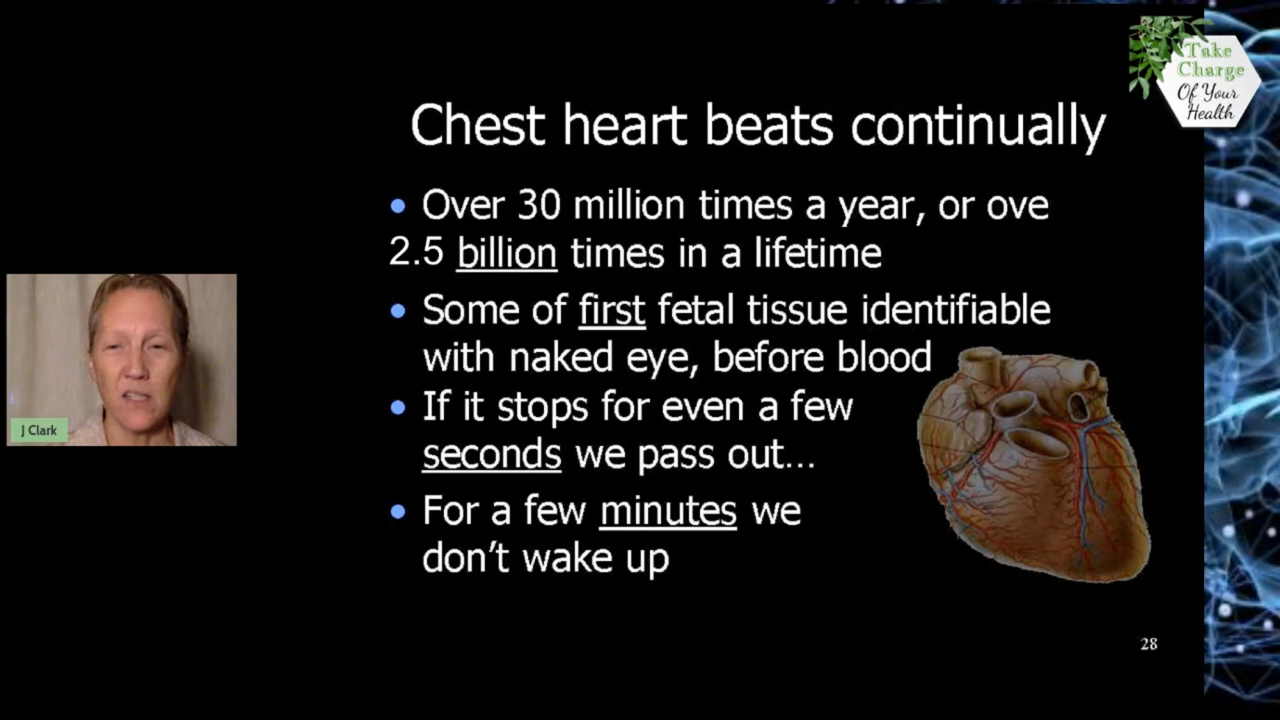 Take
Charge
Of Your
Health
Chest heart beats continually
• Over 30 million times a year, or ove
2.5 billion times in a lifetime
• Some of first fetal tissue identifiable
with naked eye, before blood
• If it stops for even a few
seconds we pass out...
• For a few minutes we
don't wake up
J Clark
28